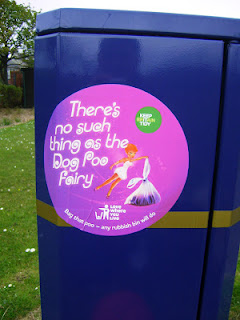 There's
no such
thing as the
Dog Poo
Fairy
KEEP
BRITAIN
TIDY
LOVE
WHERE
YOU
LIVE
Bag that poo – any rubbish bin will do